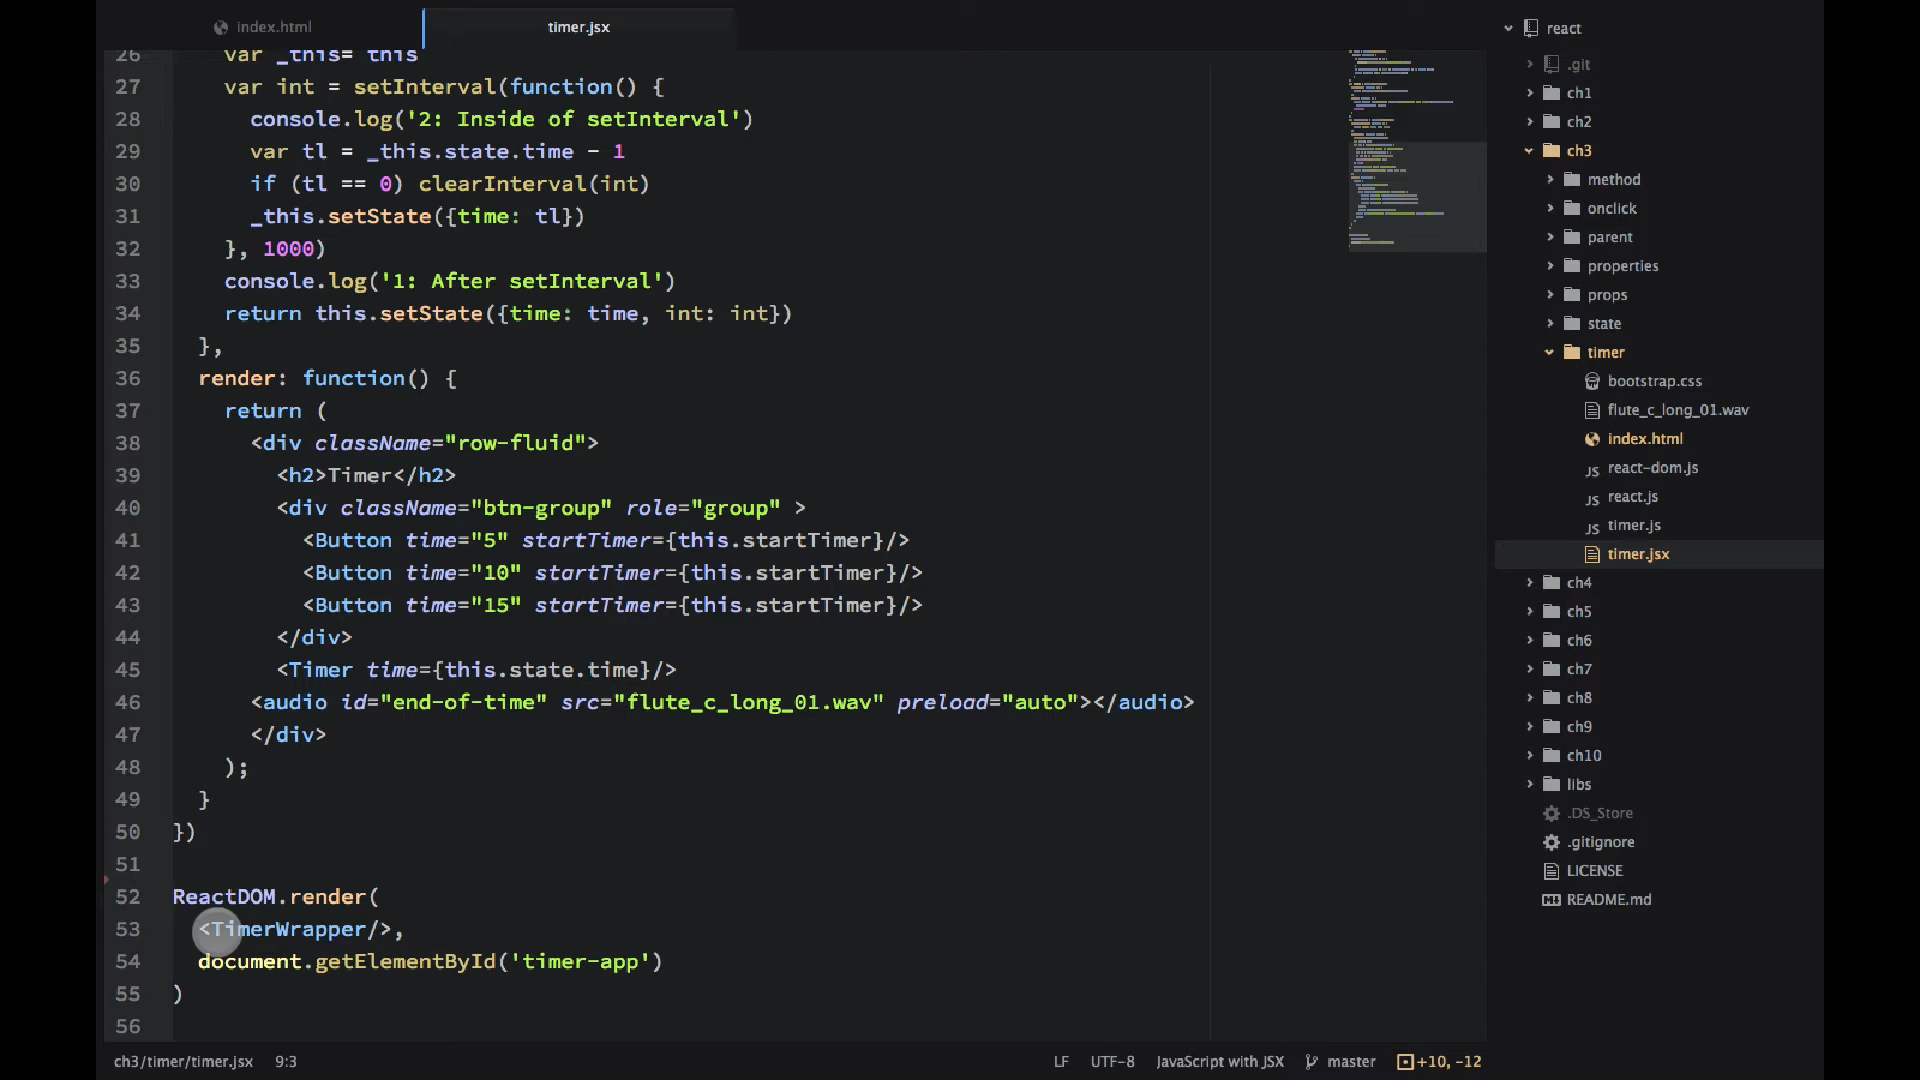 index.html
timer.jsx
26 var _this= this
27 var int = setInterval(function() {
28 console.log('2: Inside of setInterval')
29 var tl = _this.state.time - 1
30 if (tl == 0) clearInterval(int)
31 _this.setState({time: tl})
32 }, 1000)
33 console.log('1: After setInterval')
34 return this.setState({time: time, int: int})
35 },
36 render: function() {
37 return (
38 <div className="row-fluid">
39 <h2>Timer</h2>
40 <div className="btn-group" role="group" >
41 <Button time="5" startTimer={this.startTimer}/>
42 <Button time="10" startTimer={this.startTimer}/>
43 <Button time="15" startTimer={this.startTimer}/>
44 </div>
45 <Timer time={this.state.time}/>
46 <audio id="end-of-time" src="flute_c_long_01.wav" preload="auto"></audio>
47 </div>
48 );
49 }
50 })
51
52 ReactDOM.render(
53 <TimerWrapper/>,
54 document.getElementById('timer-app')
55 )
56
react
.git
ch1
ch2
ch3
method
onclick
parent
properties
props
state
timer
bootstrap.css
flute_c_long_01.wav
index.html
JS react-dom.js
JS react.js
JS timer.js
timer.jsx
ch4
ch5
ch6
ch7
ch8
ch9
ch10
libs
.DS_Store
.gitignore
LICENSE
README.md
ch3/timer/timer.jsx 9:3 LF UTF-8 JavaScript with JSX master +10, -12